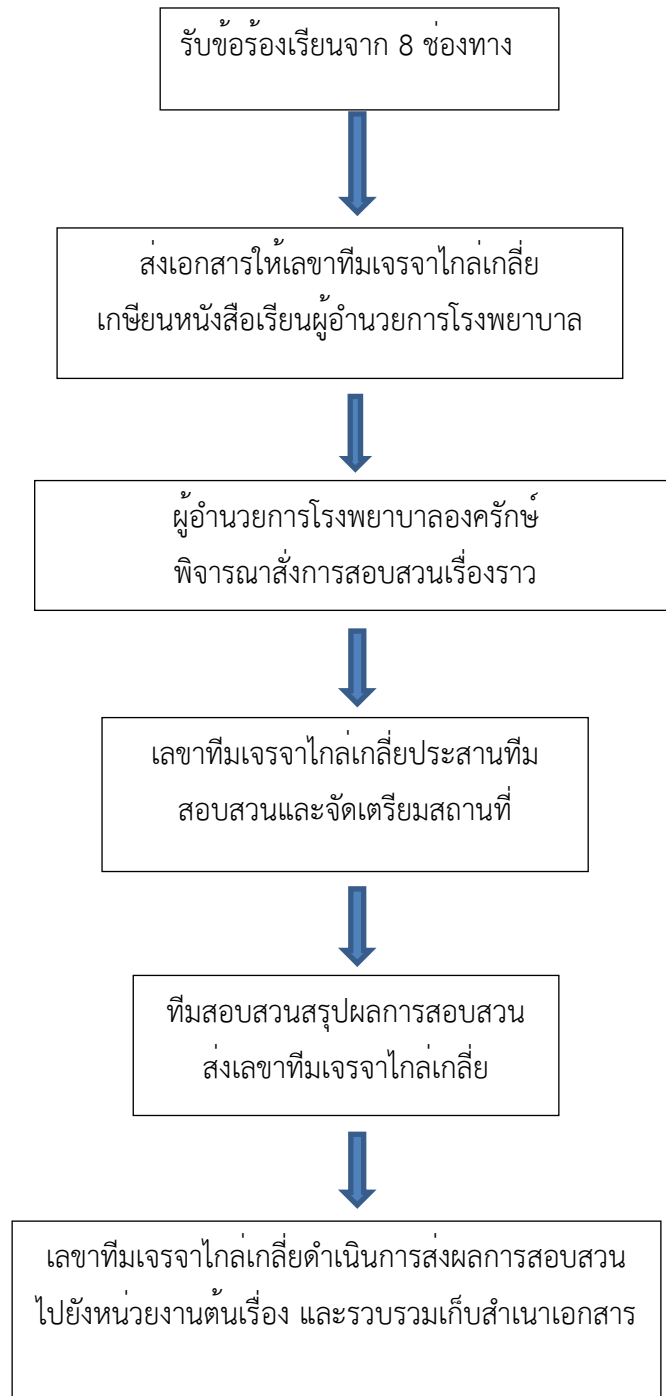 รับข้อร้องเรียนจาก 8 ช่องทาง
ส่งเอกสารให้เลขาทีมเจรจาไกล่เกลี่ย
เกษียนหนังสือเรียนผู้อำนวยการโรงพยาบาล
ผู้อำนวยการโรงพยาบาลองครักษ์
พิจารณาสั่งการสอบสวนเรื่องราว
เลขาทีมเจรจาไกล่เกลี่ยประสานทีม
สอบสวนและจัดเตรียมสถานที่
ทีมสอบสวนสรุปผลการสอบสวน
ส่งเลขาทีมเจรจาไกล่เกลี่ย
เลขาทีมเจรจาไกล่เกลี่ยดำเนินการส่งผลการสอบสวน
ไปยังหน่วยงานต้นเรื่อง และรวบรวมเก็บสำเนาเอกสาร